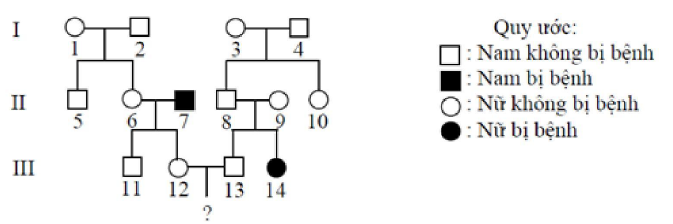 I
1 2 3 4
Quy ước:
: Nam không bị bệnh
: Nam bị bệnh
: Nữ không bị bệnh
: Nữ bị bệnh
II
5 6 7 8 9 10
III
11 12 13 14
?